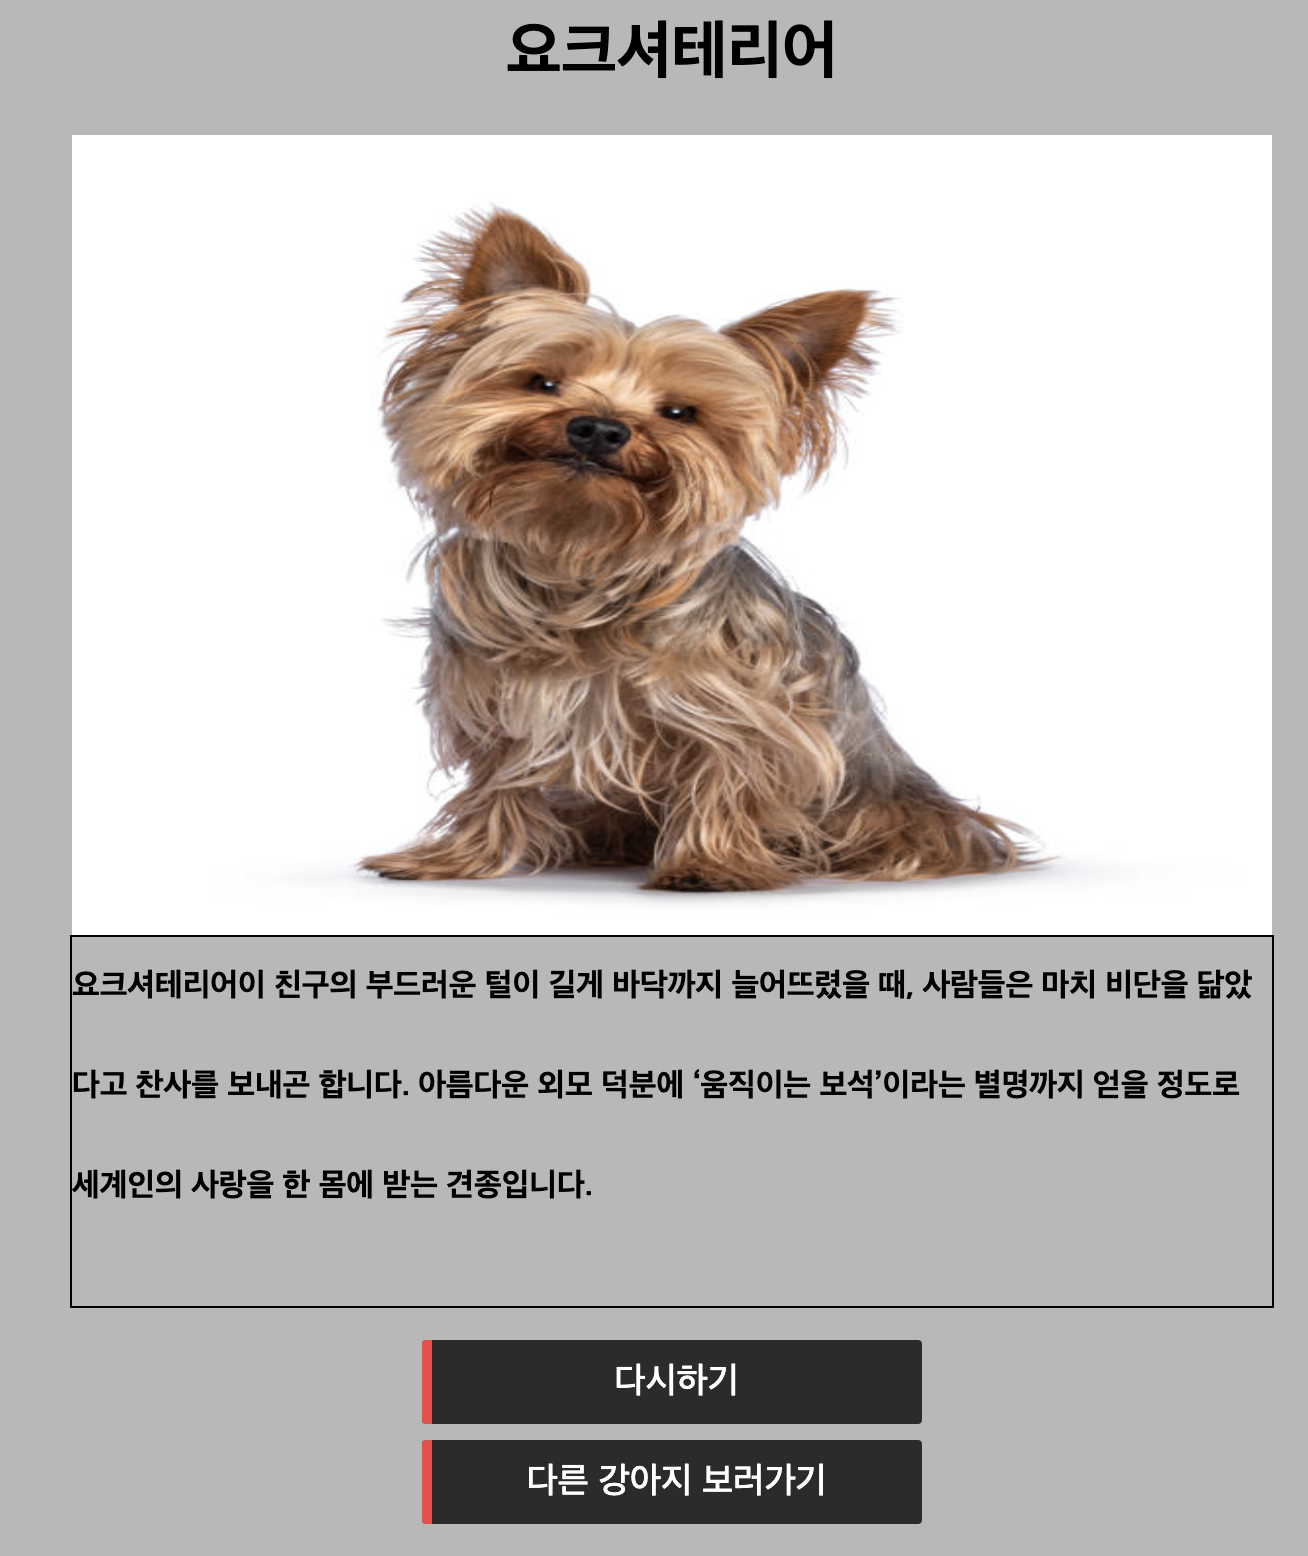 요크셔테리어
요크셔테리어이 친구의 부드러운 털이 길게 바닥까지 늘어뜨렸을 때, 사람들은 마치 비단을 닮았
다고 찬사를 보내곤 합니다. 아름다운 외모 덕분에 ‘움직이는 보석’이라는 별명까지 얻을 정도로
세계인의 사랑을 한 몸에 받는 견종입니다.
다시하기
다른 강아지 보러가기